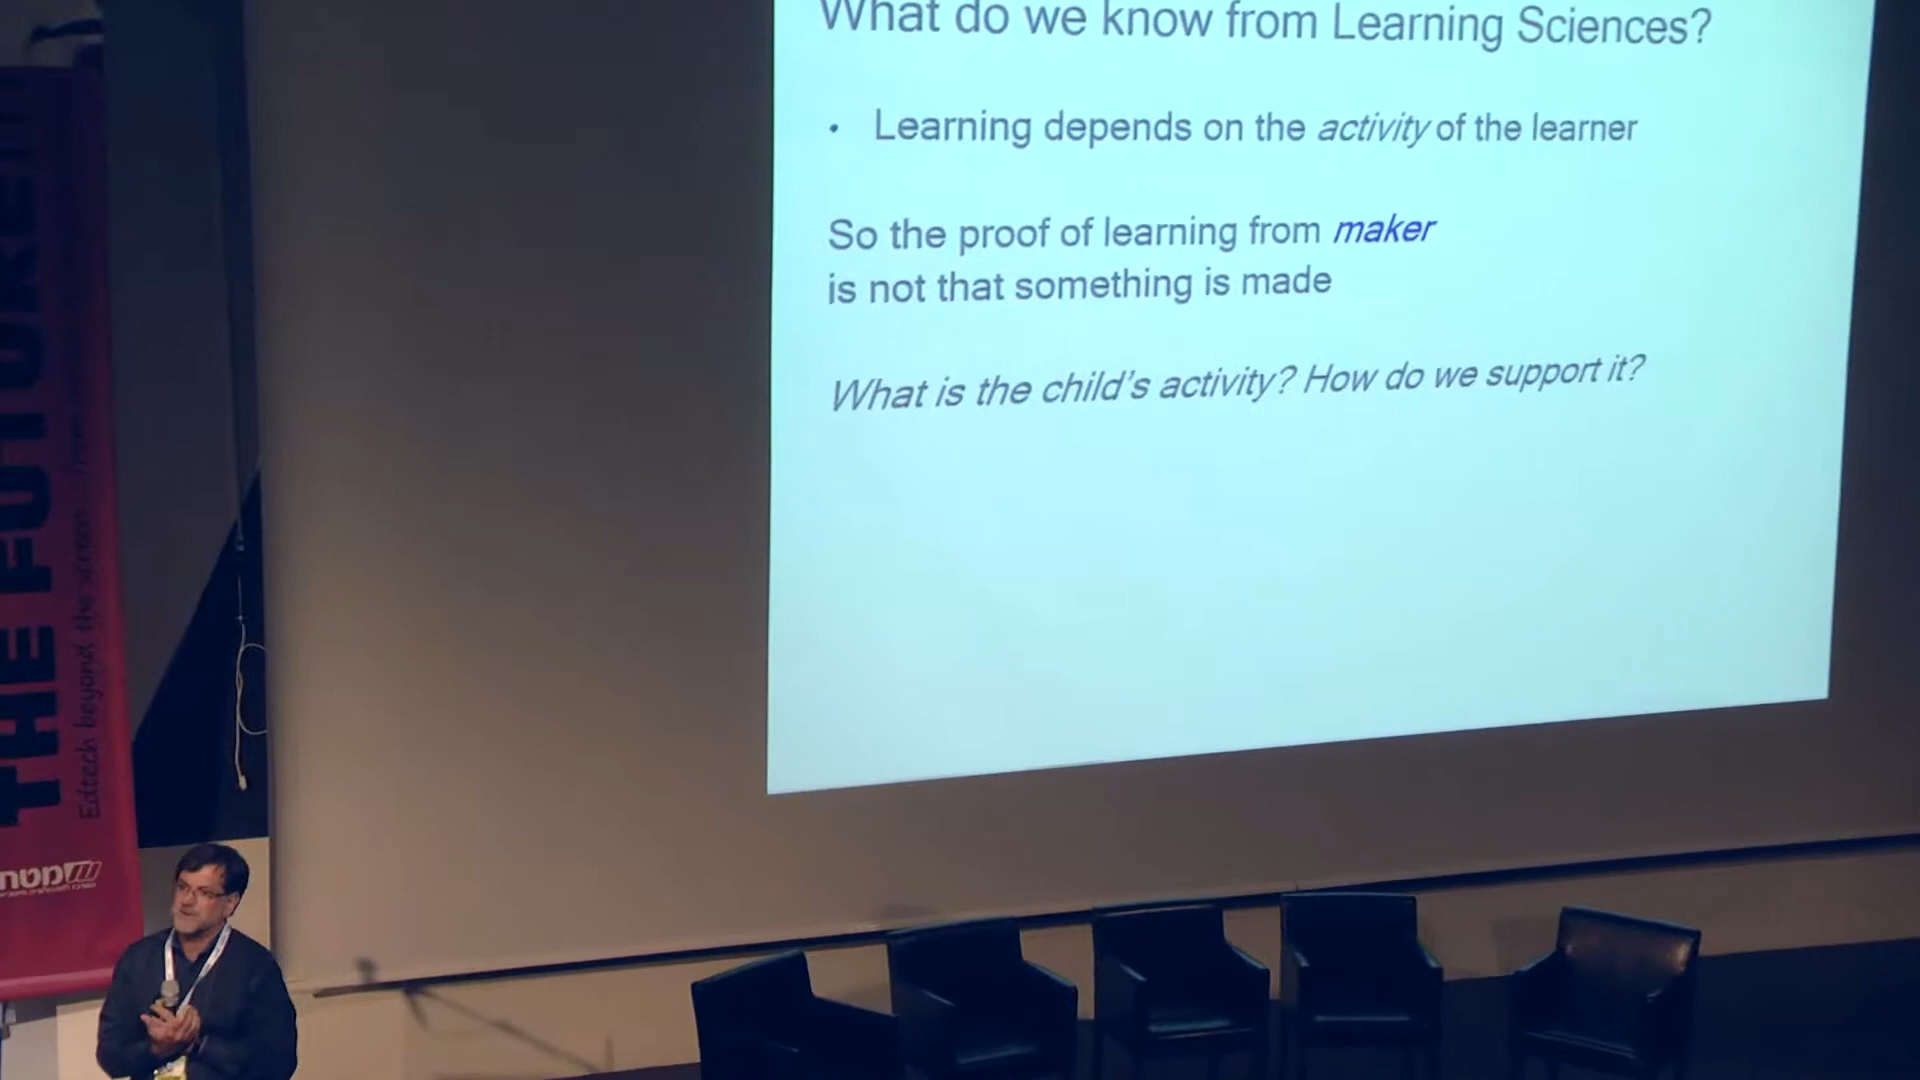 What do we know from Learning Sciences?
• Learning depends on the activity of the learner
So the proof of learning from maker
is not that something is made
What is the child's activity? How do we support it?
THE FUTURE
Edtech beyond the screen
מטח